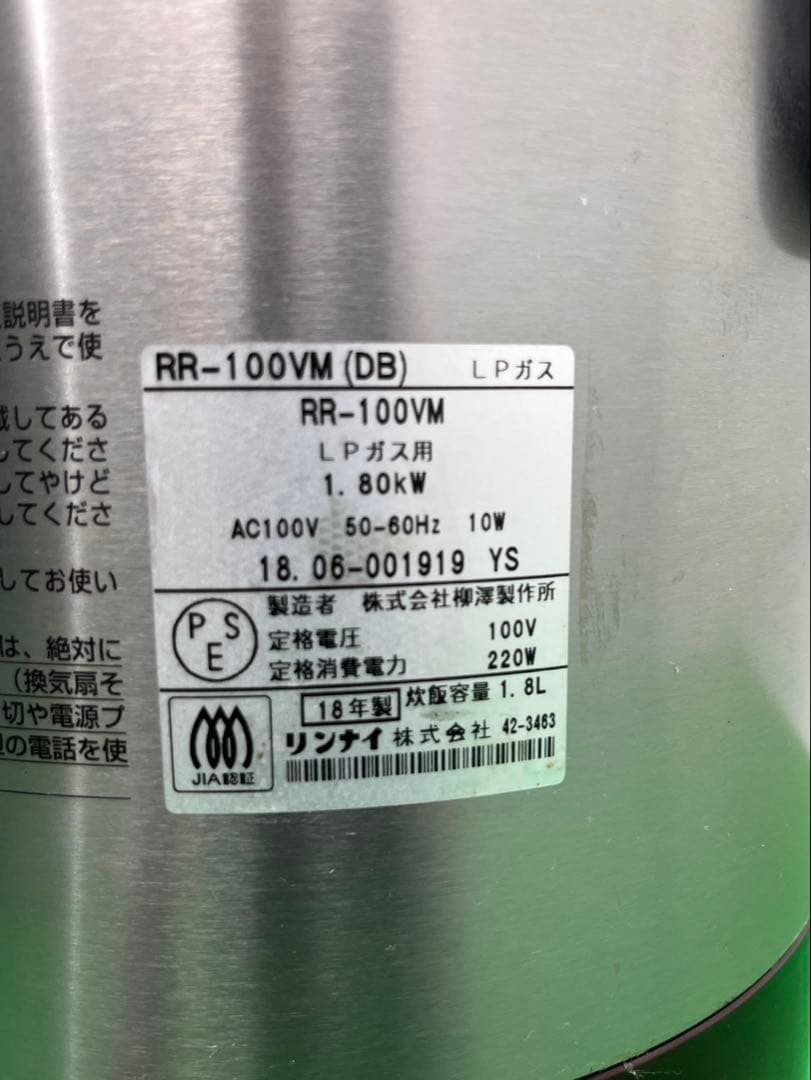 説明書を
うえで使
してある
してくださ
してやけど
してくださ
してお使い
は、絶対に
（換気扇そ
切や電源プ
の電話を使
RR-100VM (DB) LPガス
RR-100VM
LPガス用
1.80kW
AC100V 50-60Hz 10W
18.06-001919 YS
PSE
製造者 株式会社柳澤製作所
定格電圧 100V
定格消費電力 220W
18年製 炊飯容量 1.8L
リンナイ株式会社 42-3463
JIA認証